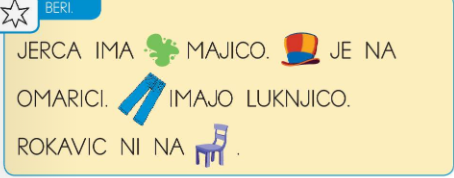 BERI.
JERCA IMA MAJICO. JE NA
OMARICI. IMAJO LUKNJICO.
ROKAVIC NI NA .